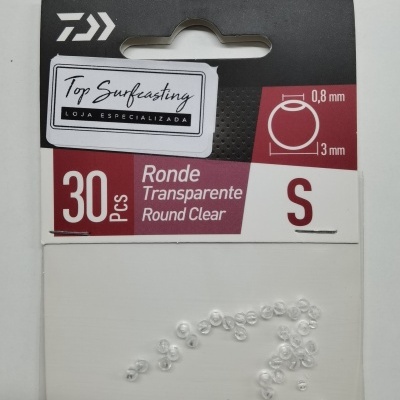 Top Surfcasting
LOJA ESPECIALIZADA
0,8 mm
3 mm
30 Pcs
Ronde
Transparente
Round Clear
S